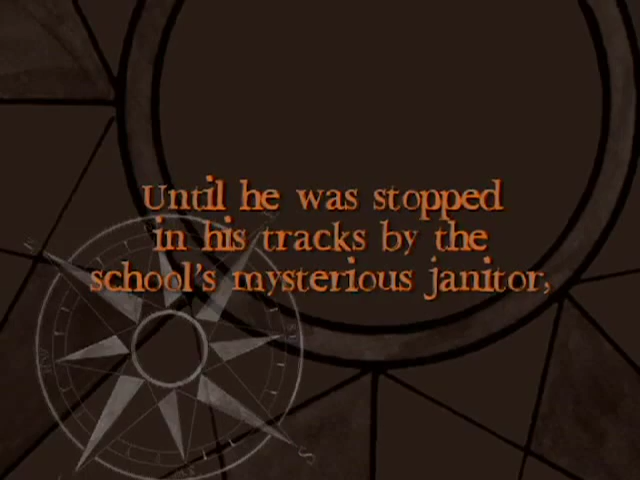 Until he was stopped
in his tracks by the
school's mysterious janitor,